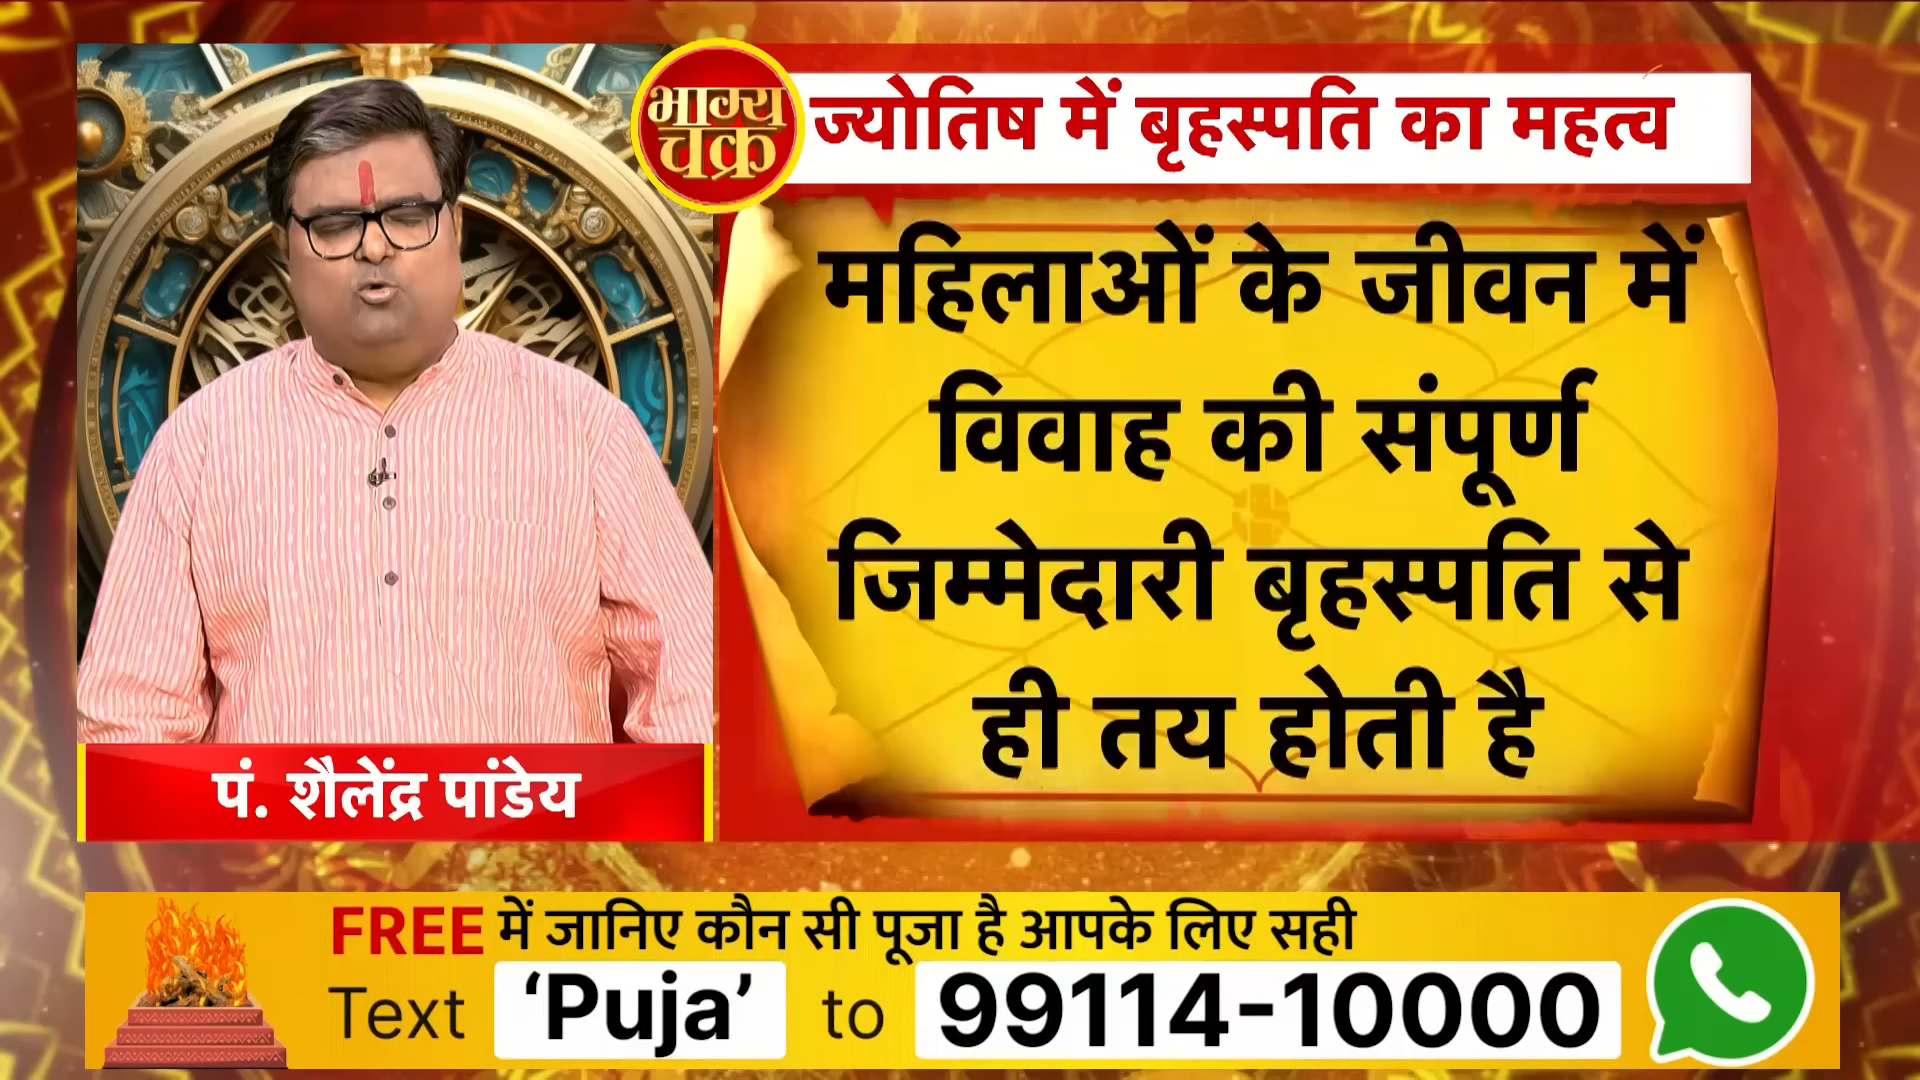 भाग्य
चक्र
ज्योतिष में बृहस्पति का महत्व
महिलाओं के जीवन में
विवाह की संपूर्ण
जिम्मेदारी बृहस्पति से
ही तय होती है
पं. शैलेंद्र पांडेय
FREE में जानिए कौन सी पूजा है आपके लिए सही
Text ‘Puja’ to 99114-10000